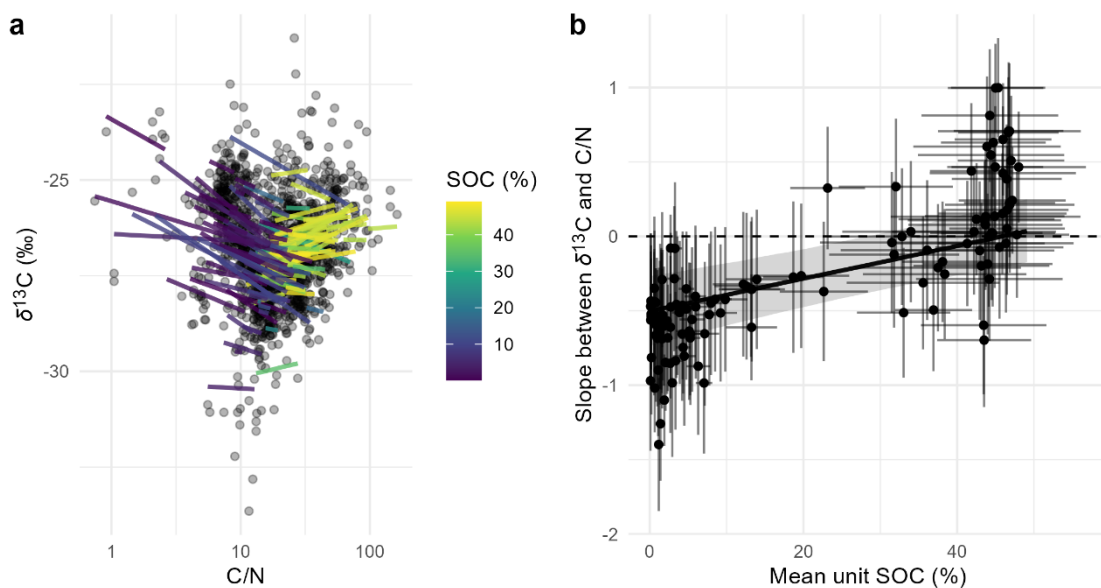 a
-25
-30
δ¹³C (‰)
1
10
100
C/N
SOC (%)
40
30
20
10
b
1
0
-1
-2
Slope between δ¹³C and C/N
0
20
40
Mean unit SOC (%)